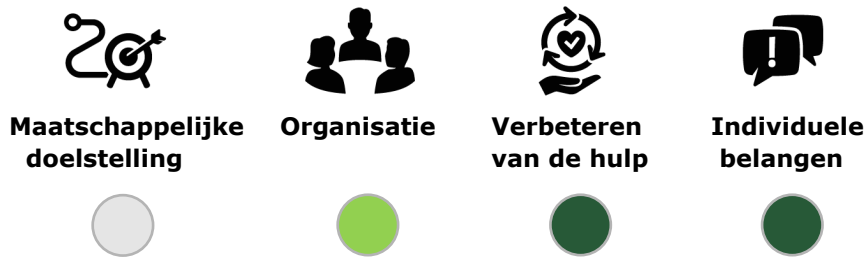 Maatschappelijke doelstelling
Organisatie
Verbeteren van de hulp
Individuele belangen